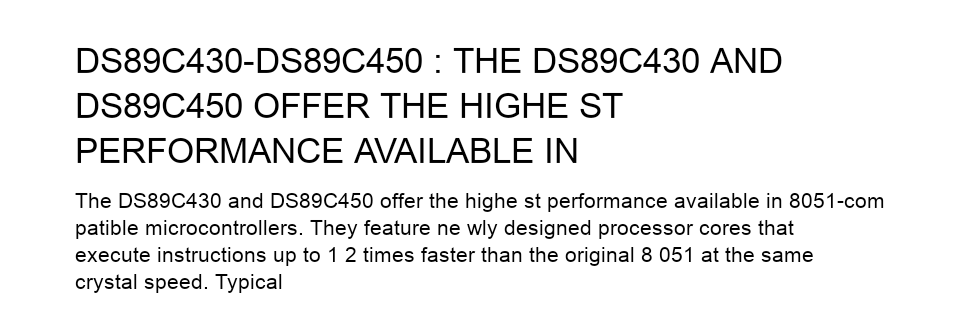 DS89C430-DS89C450 : THE DS89C430 AND
DS89C450 OFFER THE HIGHE ST
PERFORMANCE AVAILABLE IN
The DS89C430 and DS89C450 offer the highe st performance available in 8051-com
patible microcontrollers. They feature ne wly designed processor cores that
execute instructions up to 1 2 times faster than the original 8 051 at the same
crystal speed. Typical